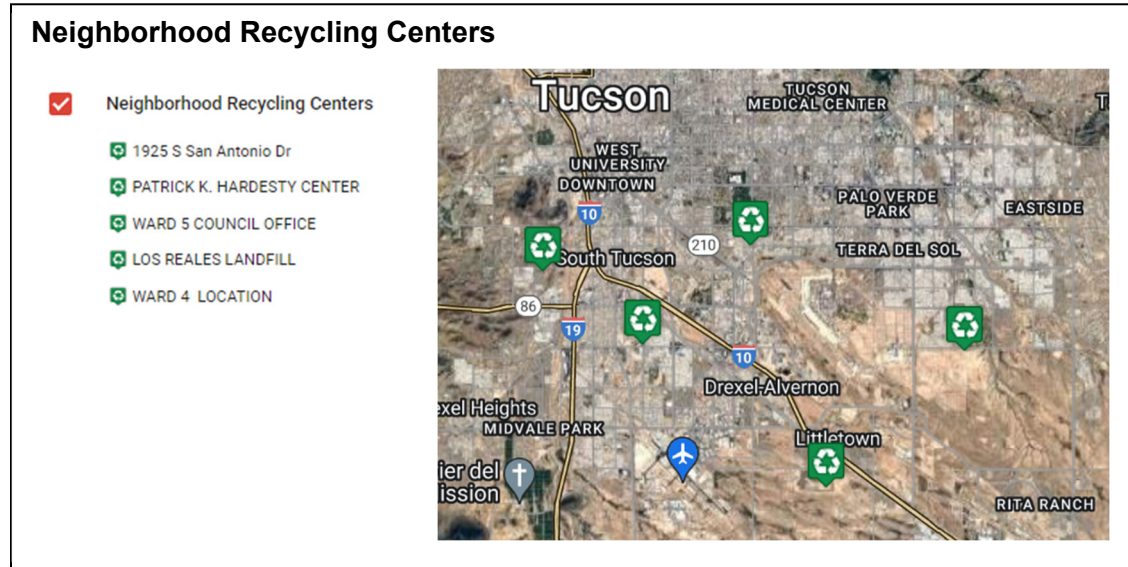 Neighborhood Recycling Centers
Neighborhood Recycling Centers
1925 S San Antonio Dr
PATRICK K. HARDESTY CENTER
WARD 5 COUNCIL OFFICE
LOS REALES LANDFILL
WARD 4 LOCATION
Tucson
TUCSON
MEDICAL CENTER
WEST
UNIVERSITY
DOWNTOWN
PALO VERDE
PARK
EASTSIDE
10
210
TERRA DEL SOL
South Tucson
86
19
10
Drexel-Alvernon
exel Heights
MIDVALE PARK
Littletown
ier del
lission
RITA RANCH